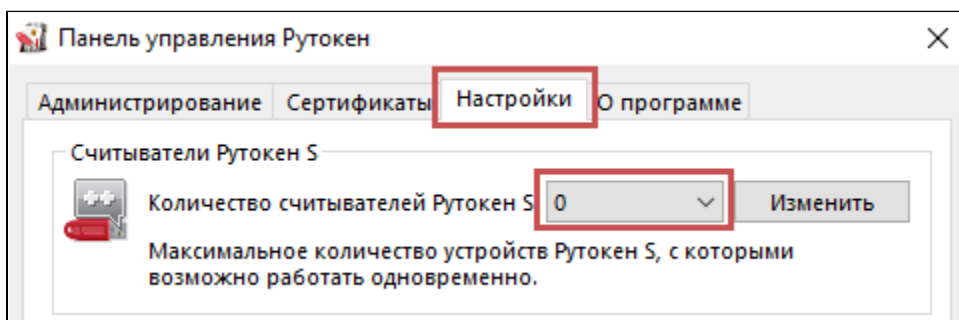 Панель управления Рутокен
Администрирование Сертификаты Настройки О программе
Считыватели Рутокен S
Количество считывателей Рутокен S 0 Изменить
Максимальное количество устройств Рутокен S, с которыми
возможно работать одновременно.